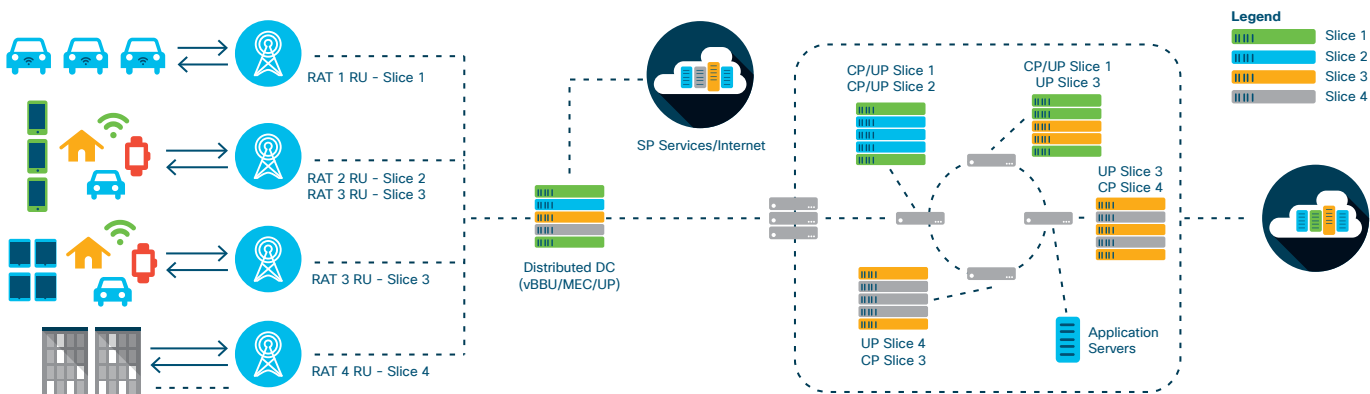 RAT 1 RU – Slice 1
RAT 2 RU – Slice 2
RAT 3 RU – Slice 3
RAT 3 RU – Slice 3
RAT 4 RU – Slice 4
SP Services/Internet
Distributed DC
(vBBU/MEC/UP)
CP/UP Slice 1
CP/UP Slice 2
CP/UP Slice 1
UP Slice 3
UP Slice 3
CP Slice 4
UP Slice 4
CP Slice 3
Application
Servers
Legend
Slice 1
Slice 2
Slice 3
Slice 4